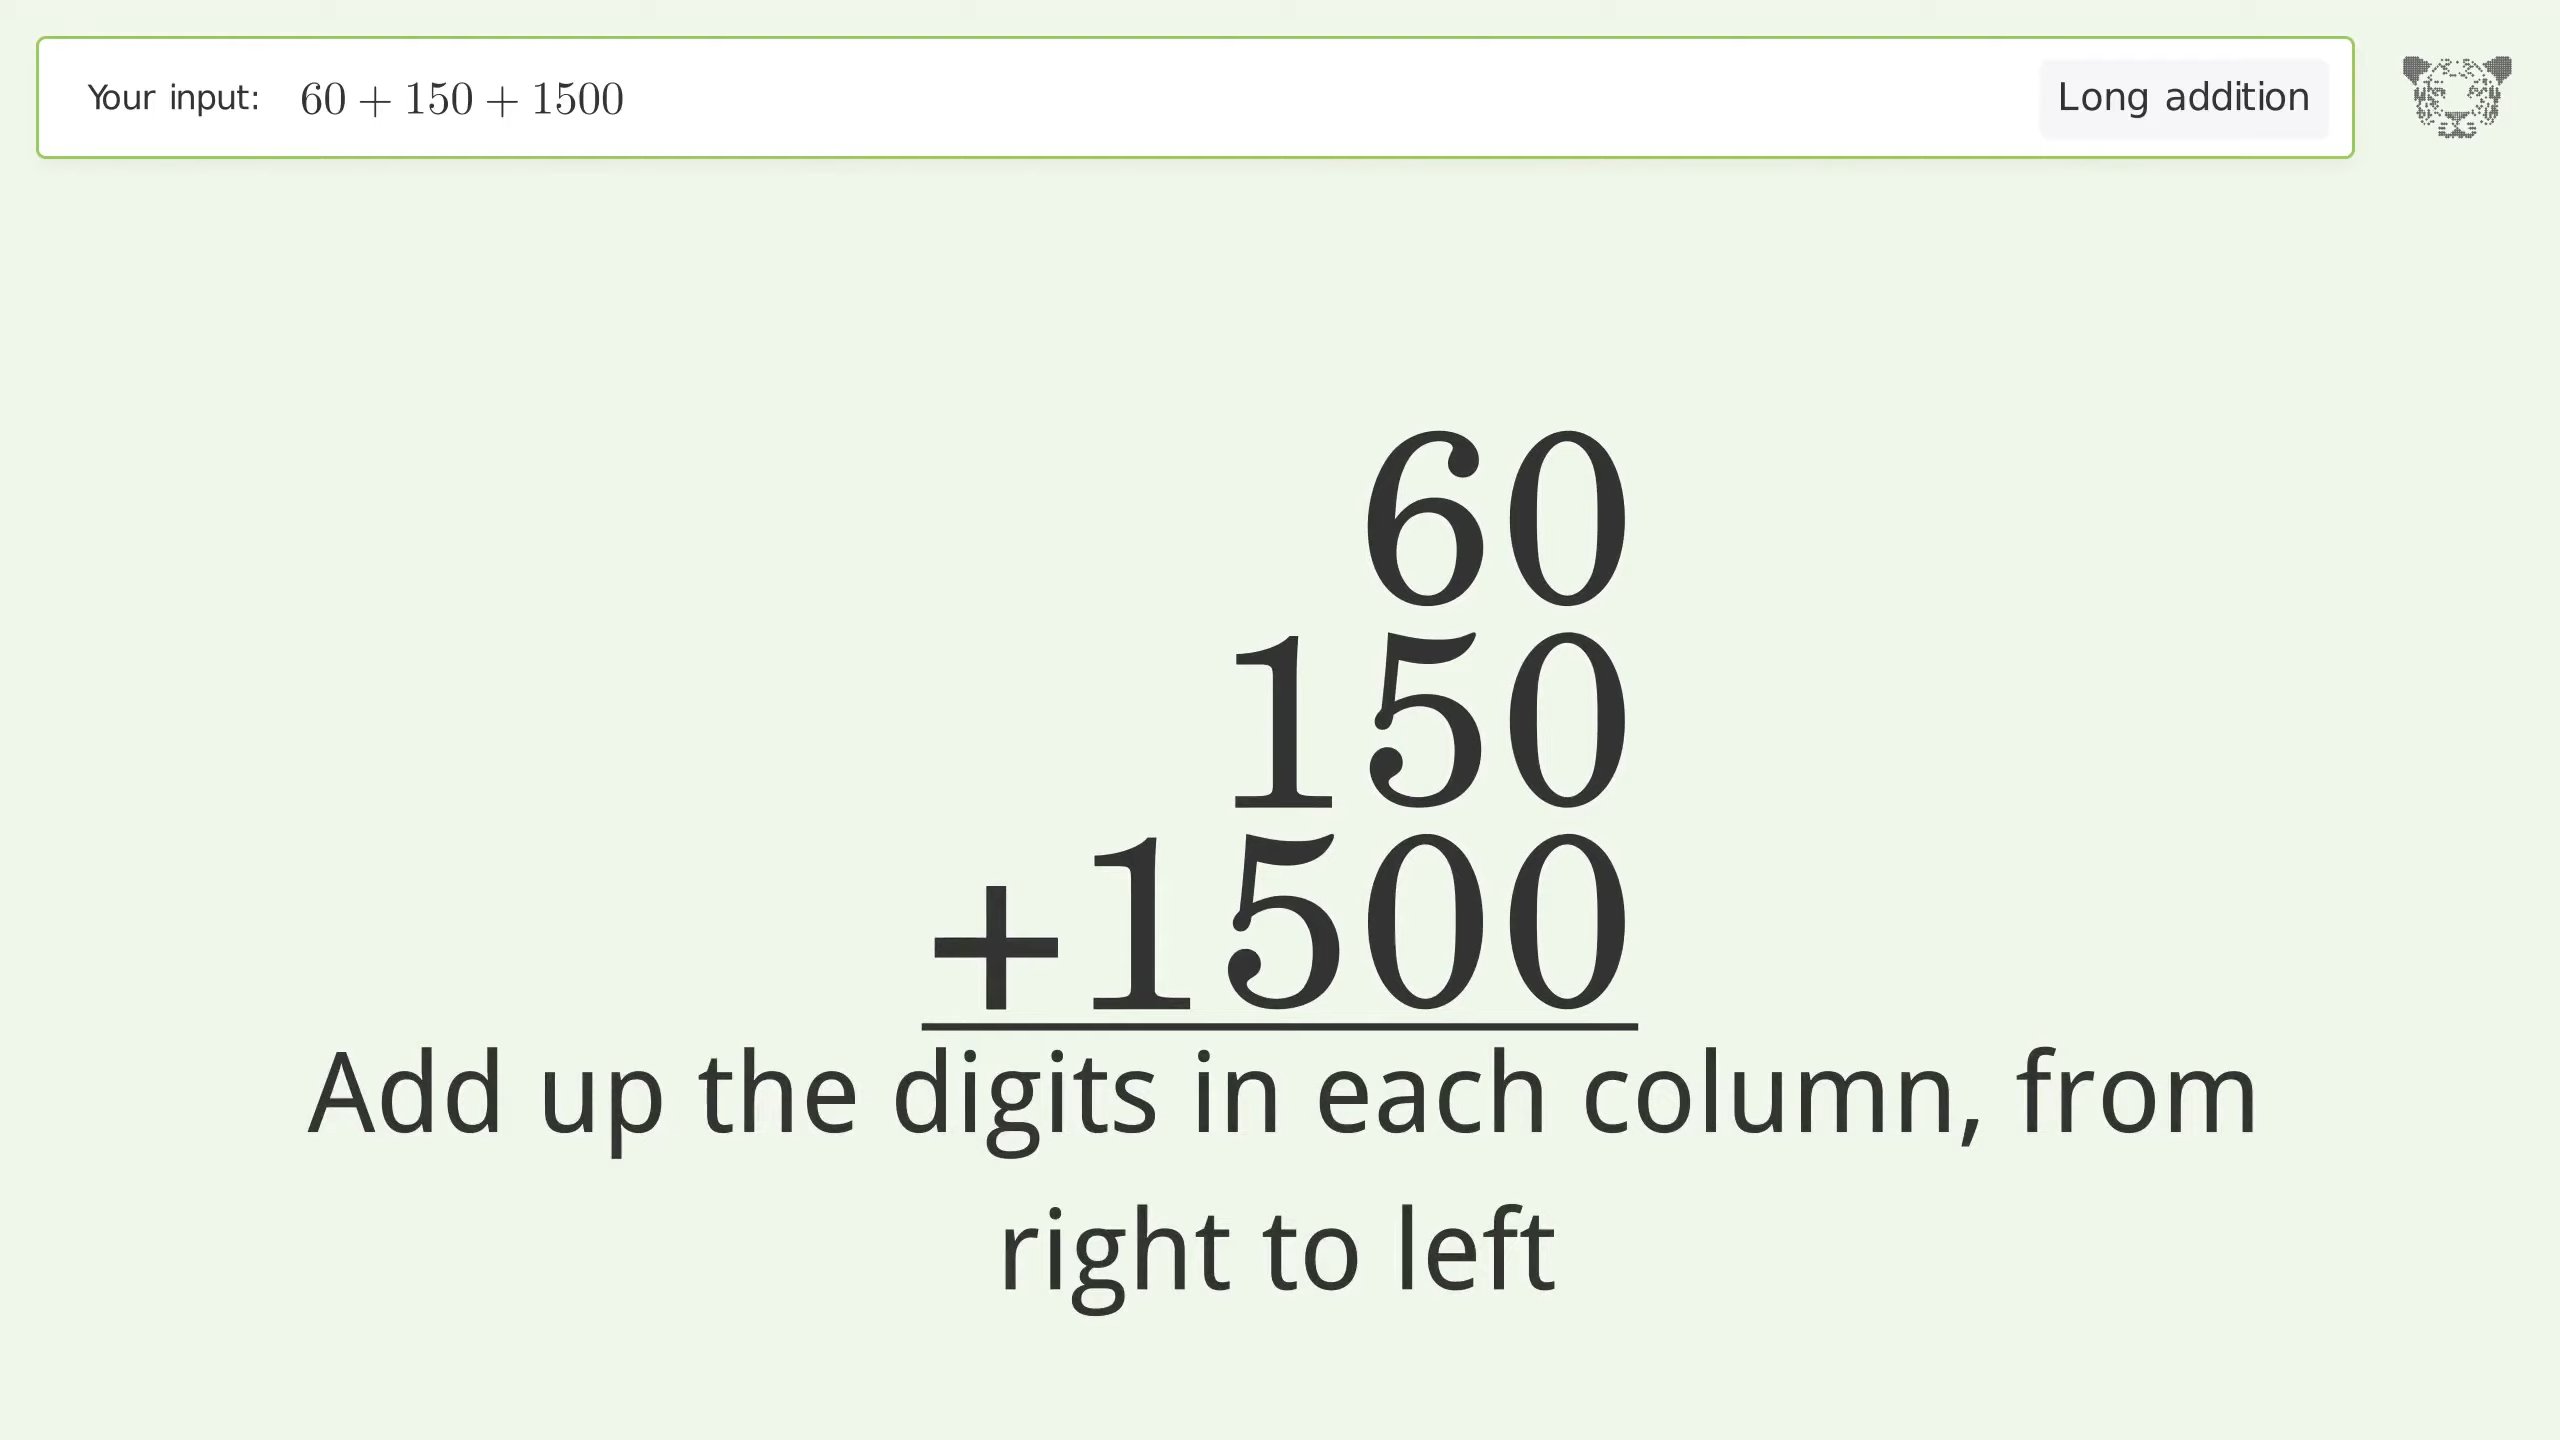 Your input: 60 + 150 + 1500 Long addition
60
150
+1500
Add up the digits in each column, from
right to left